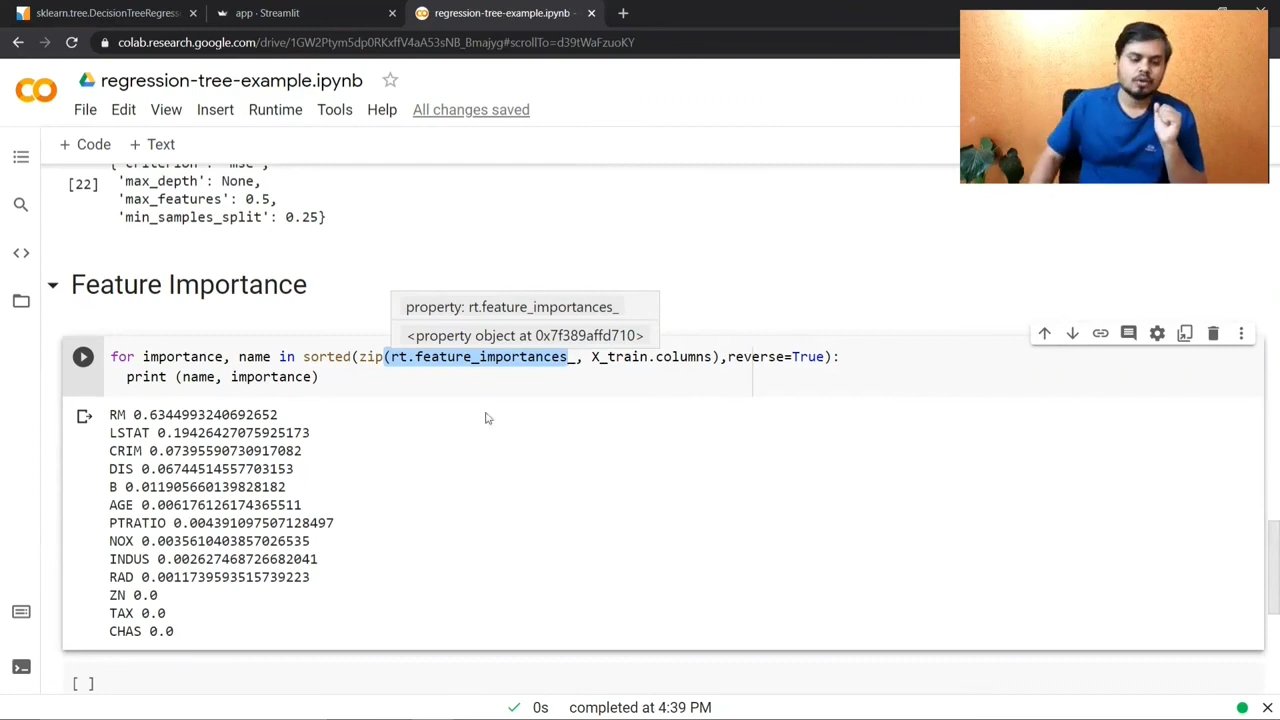 sklearn.tree.DecisionTreeRegres
app · Streamlit
regression-tree-example.ipynb
colab.research.google.com/drive/1GW2Ptym5dp0RKxffV4aA53sNB_Bmajyg#scrollTo=d39tWaFzuoKY
regression-tree-example.ipynb
File Edit View Insert Runtime Tools Help All changes saved
+ Code + Text
{'criterion': 'mse',
[22] 'max_depth': None,
'max_features': 0.5,
'min_samples_split': 0.25}
Feature Importance
property: rt.feature_importances_
<property object at 0x7f389affd710>
for importance, name in sorted(zip(rt.feature_importances_, X_train.columns),reverse=True):
print (name, importance)
RM 0.6344993240692652
LSTAT 0.19426427075925173
CRIM 0.07395590730917082
DIS 0.06744514557703153
B 0.011905660139828182
AGE 0.006176126174365511
PTRATIO 0.004391097507128497
NOX 0.0035610403857026535
INDUS 0.002627468726682041
RAD 0.0011739593515739223
ZN 0.0
TAX 0.0
CHAS 0.0
[ ]
0s completed at 4:39 PM